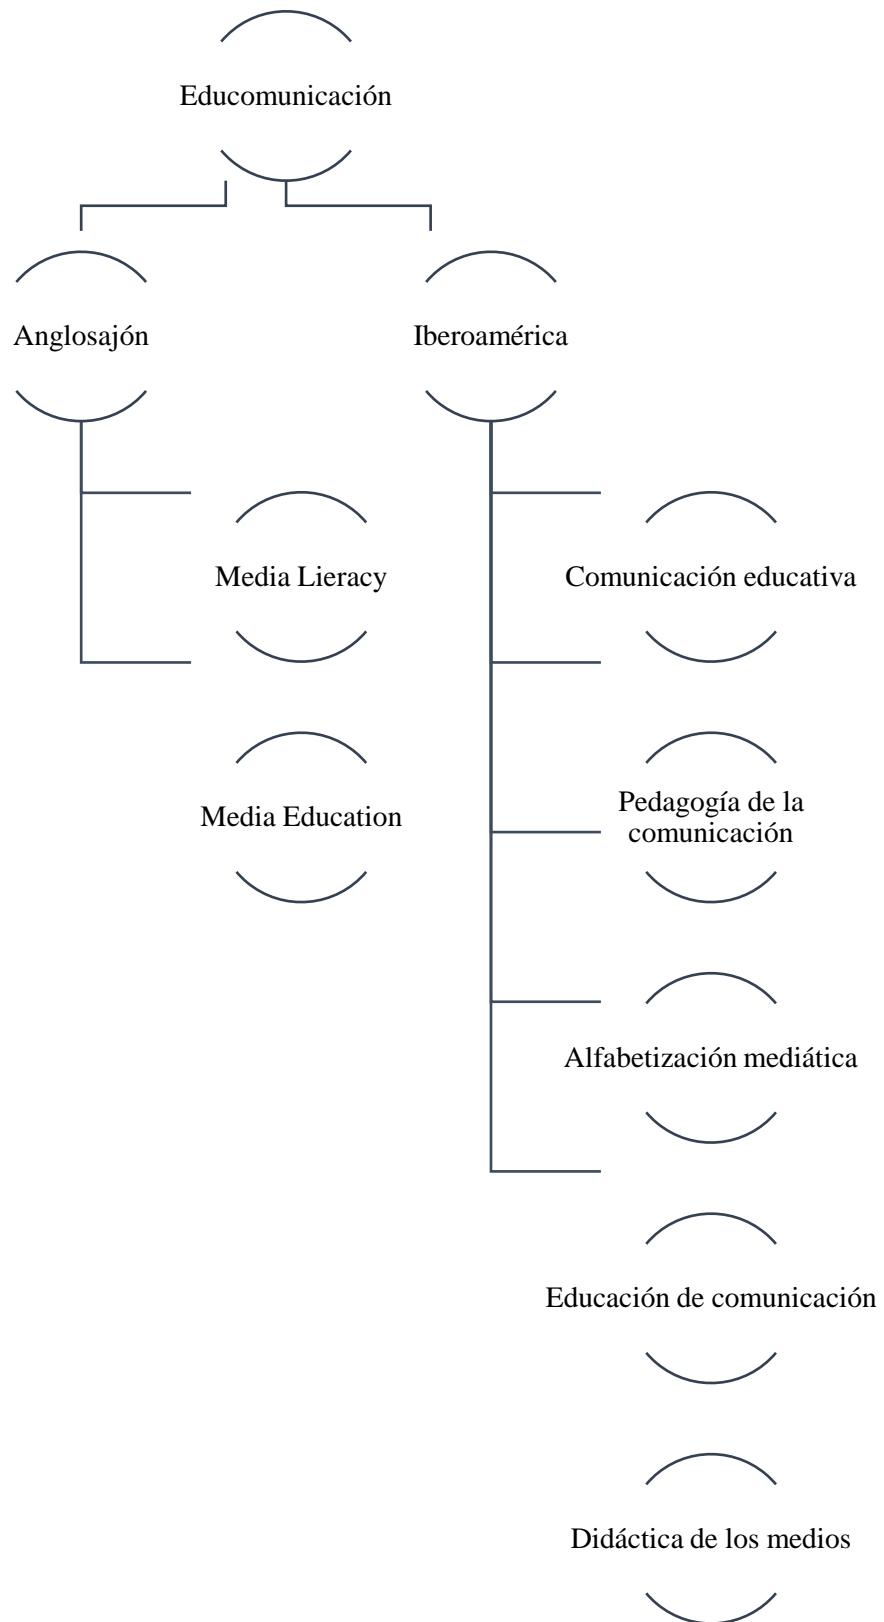 Educomunicación
Anglosajón
Iberoamérica
Media Lieracy
Comunicación educativa
Media Education
Pedagogía de la
comunicación
Alfabetización mediática
Educación de comunicación
Didáctica de los medios